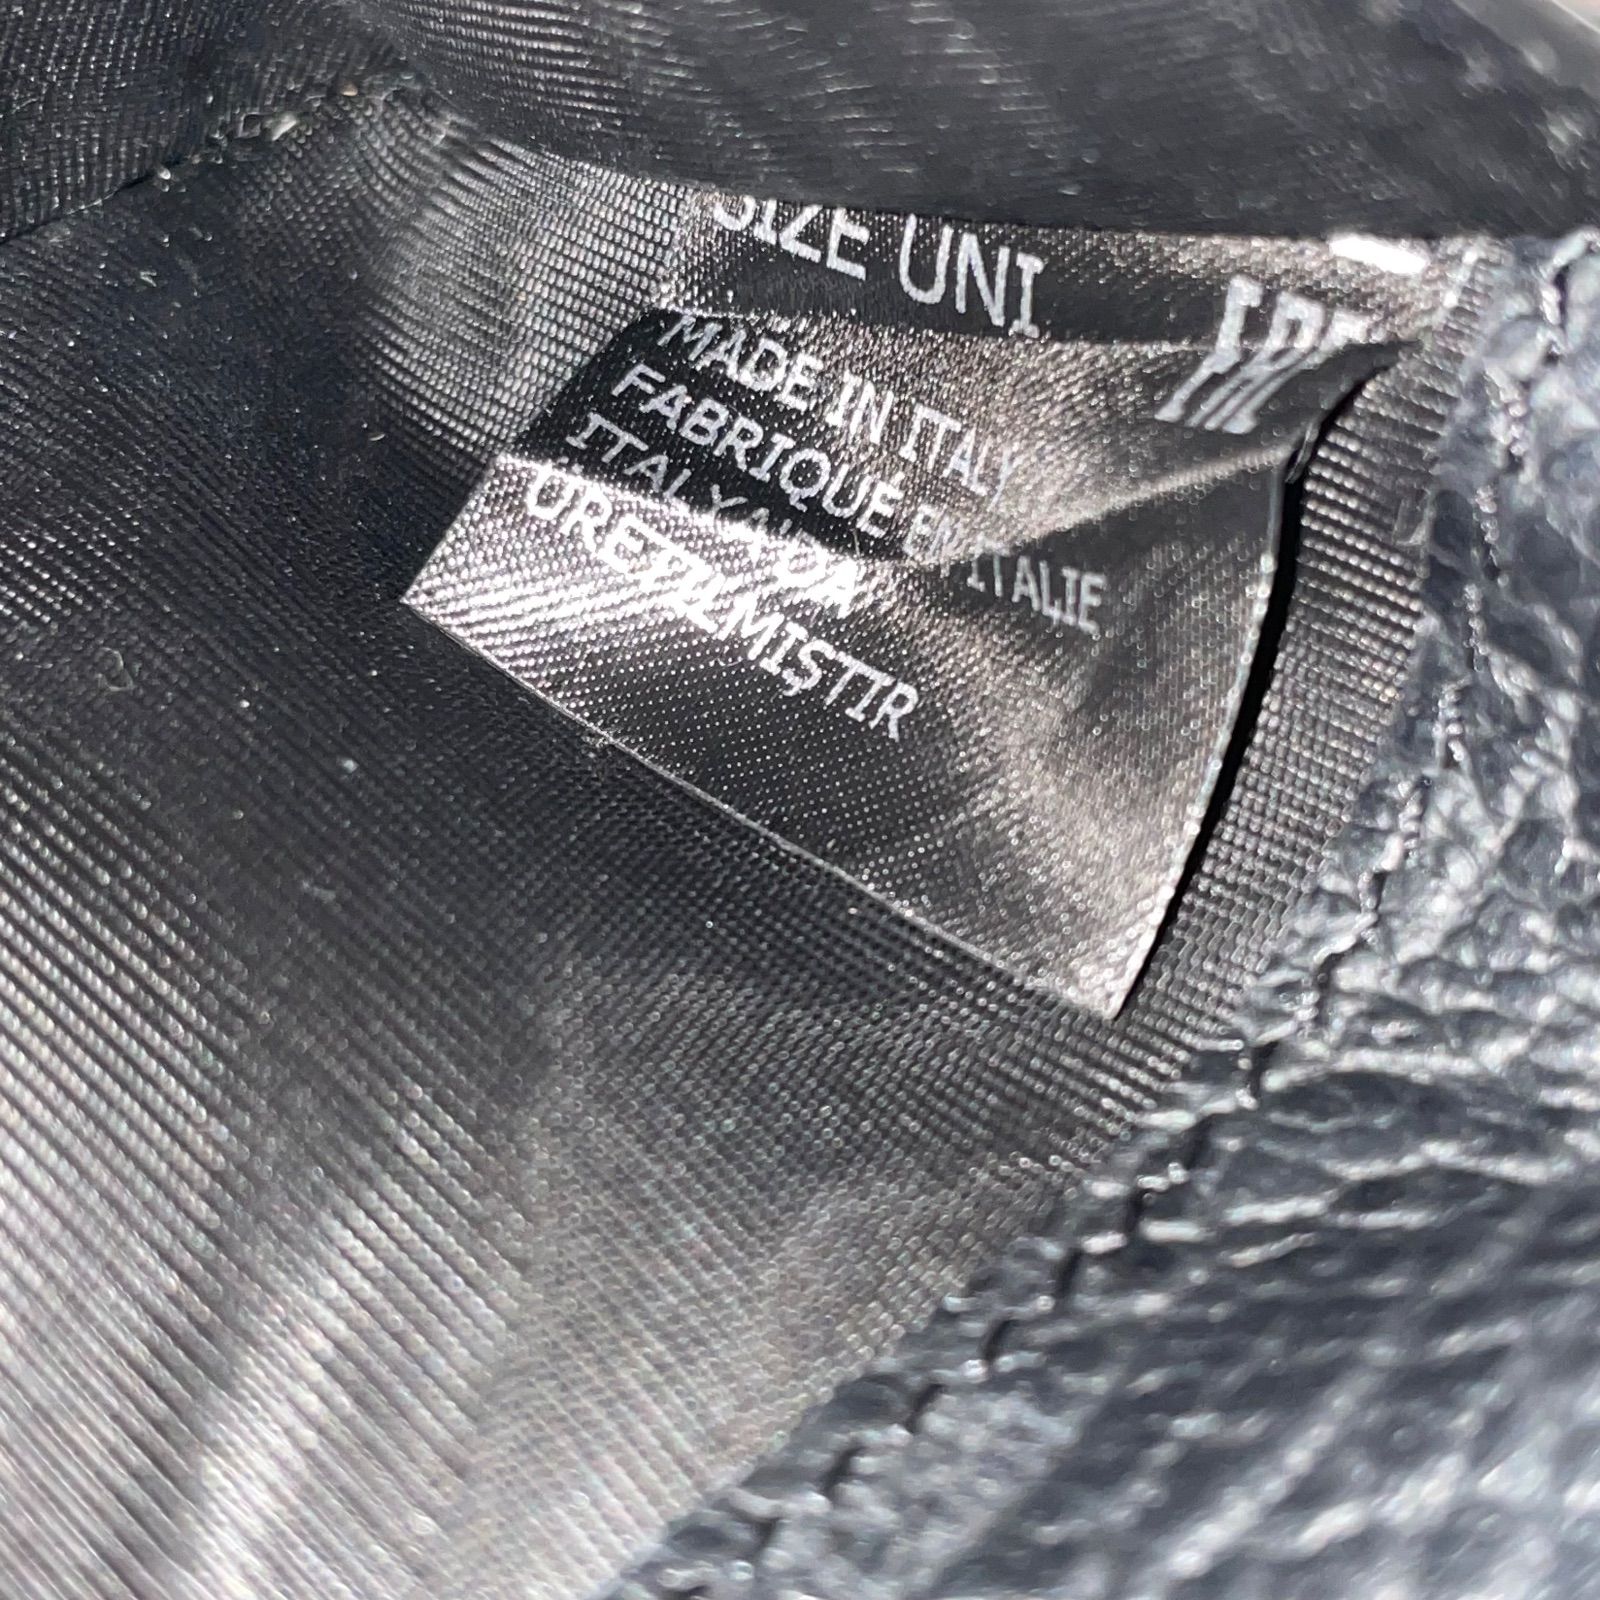 SIZE UNI
MADE IN ITALY
FABRIQUE EN ITALIE
ITALYA'DA
ÜRETİLMİŞTİR